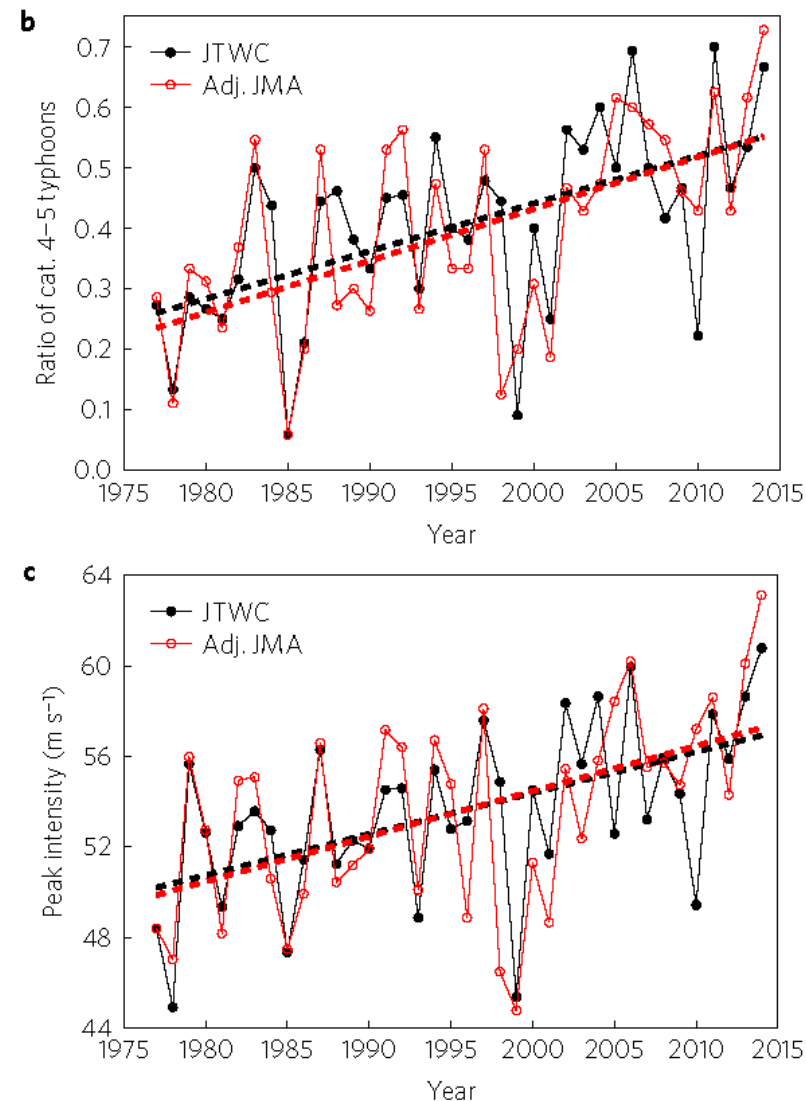 b
JTWC
Adj. JMA
Ratio of cat. 4–5 typhoons
0.7
0.6
0.5
0.4
0.3
0.2
0.1
0.0
1975 1980 1985 1990 1995 2000 2005 2010 2015
Year
c
JTWC
Adj. JMA
Peak intensity (m s⁻¹)
64
60
56
52
48
44
1975 1980 1985 1990 1995 2000 2005 2010 2015
Year